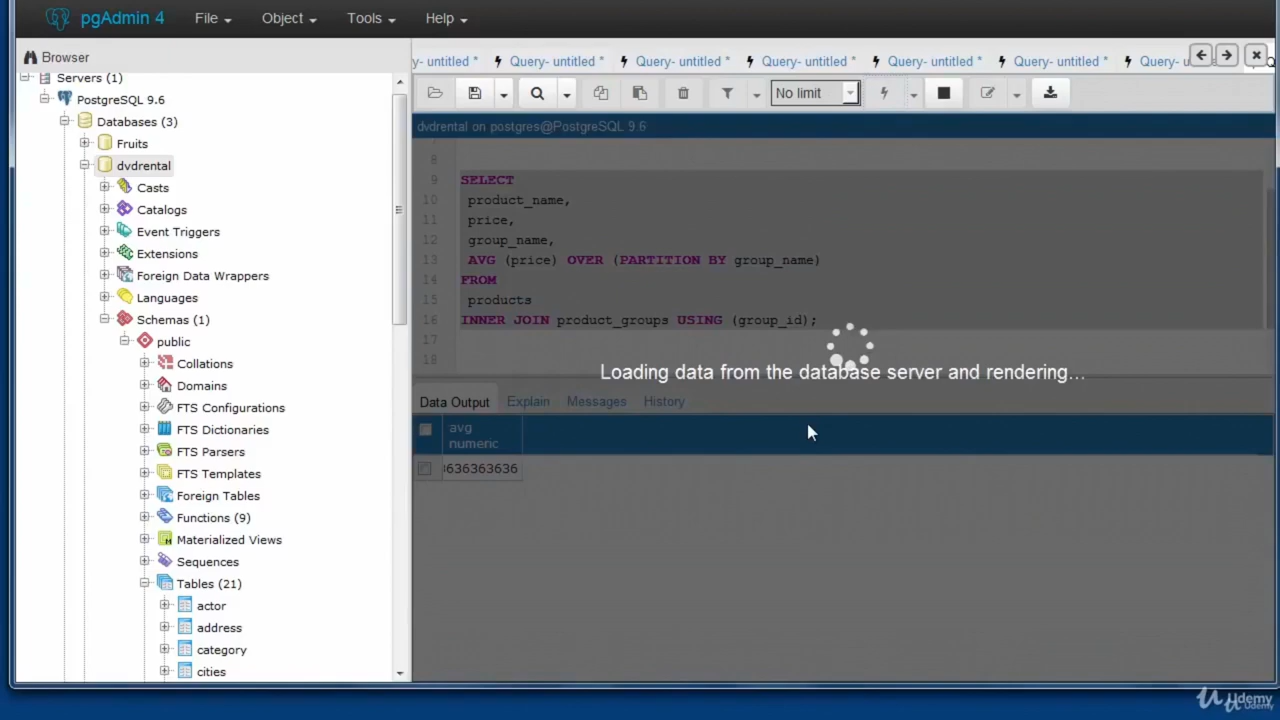 pgAdmin 4 File Object Tools Help
Browser
y- untitled * Query- untitled * Query- untitled * Query- untitled * Query- untitled * Query- untitled * Query- u
Servers (1)
PostgreSQL 9.6
Databases (3)
Fruits
dvdrental
Casts
Catalogs
Event Triggers
Extensions
Foreign Data Wrappers
Languages
Schemas (1)
public
Collations
Domains
FTS Configurations
FTS Dictionaries
FTS Parsers
FTS Templates
Foreign Tables
Functions (9)
Materialized Views
Sequences
Tables (21)
actor
address
category
cities
No limit
dvdrental on postgres@PostgreSQL 9.6
8
9 SELECT
10 product_name,
11 price,
12 group_name,
13 AVG (price) OVER (PARTITION BY group_name)
14 FROM
15 products
16 INNER JOIN product_groups USING (group_id);
17
18
Loading data from the database server and rendering...
Data Output Explain Messages History
avg
numeric
636363636
Udemy